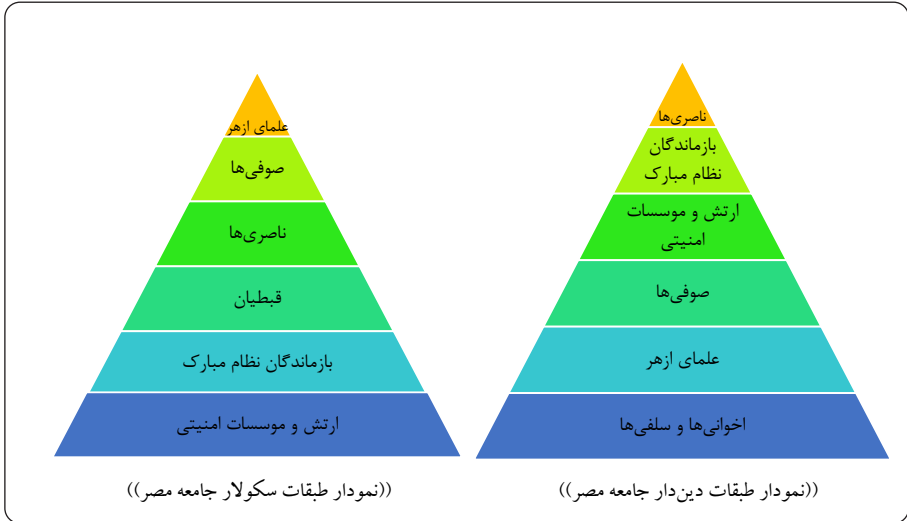 ناصری‌ها
بازماندگان
نظام مبارک
ارتش و موسسات
امنیتی
صوفی‌ها
علمای ازهر
اخوانی‌ها و سلفی‌ها
((نمودار طبقات دین‌دار جامعه مصر))
علمای ازهر
صوفی‌ها
ناصری‌ها
قبطیان
بازماندگان نظام مبارک
ارتش و موسسات امنیتی
((نمودار طبقات سکولار جامعه مصر))